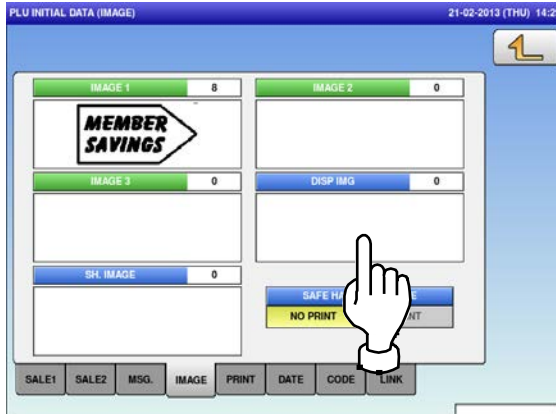 PLU INITIAL DATA (IMAGE) 21-02-2013 (THU) 14:2
IMAGE 1 8 IMAGE 2 0
MEMBER
SAVINGS
IMAGE 3 0 DISP IMG 0
SH. IMAGE 0
SAFE
NO PRINT
SALE1 SALE2 MSG. IMAGE PRINT DATE CODE LINK